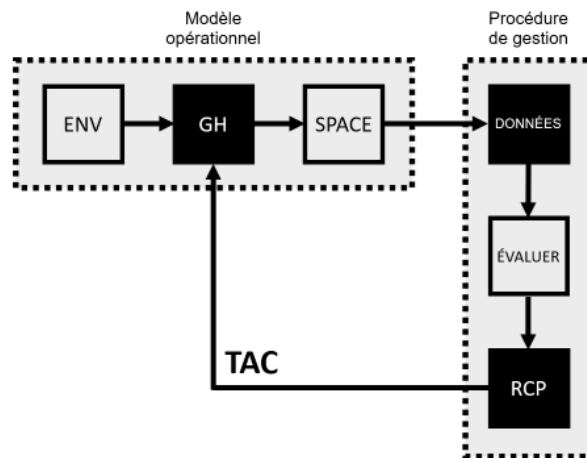 Modèle
opérationnel
Procédure
de gestion
ENV
GH
SPACE
DONNÉES
ÉVALUER
TAC
RCP